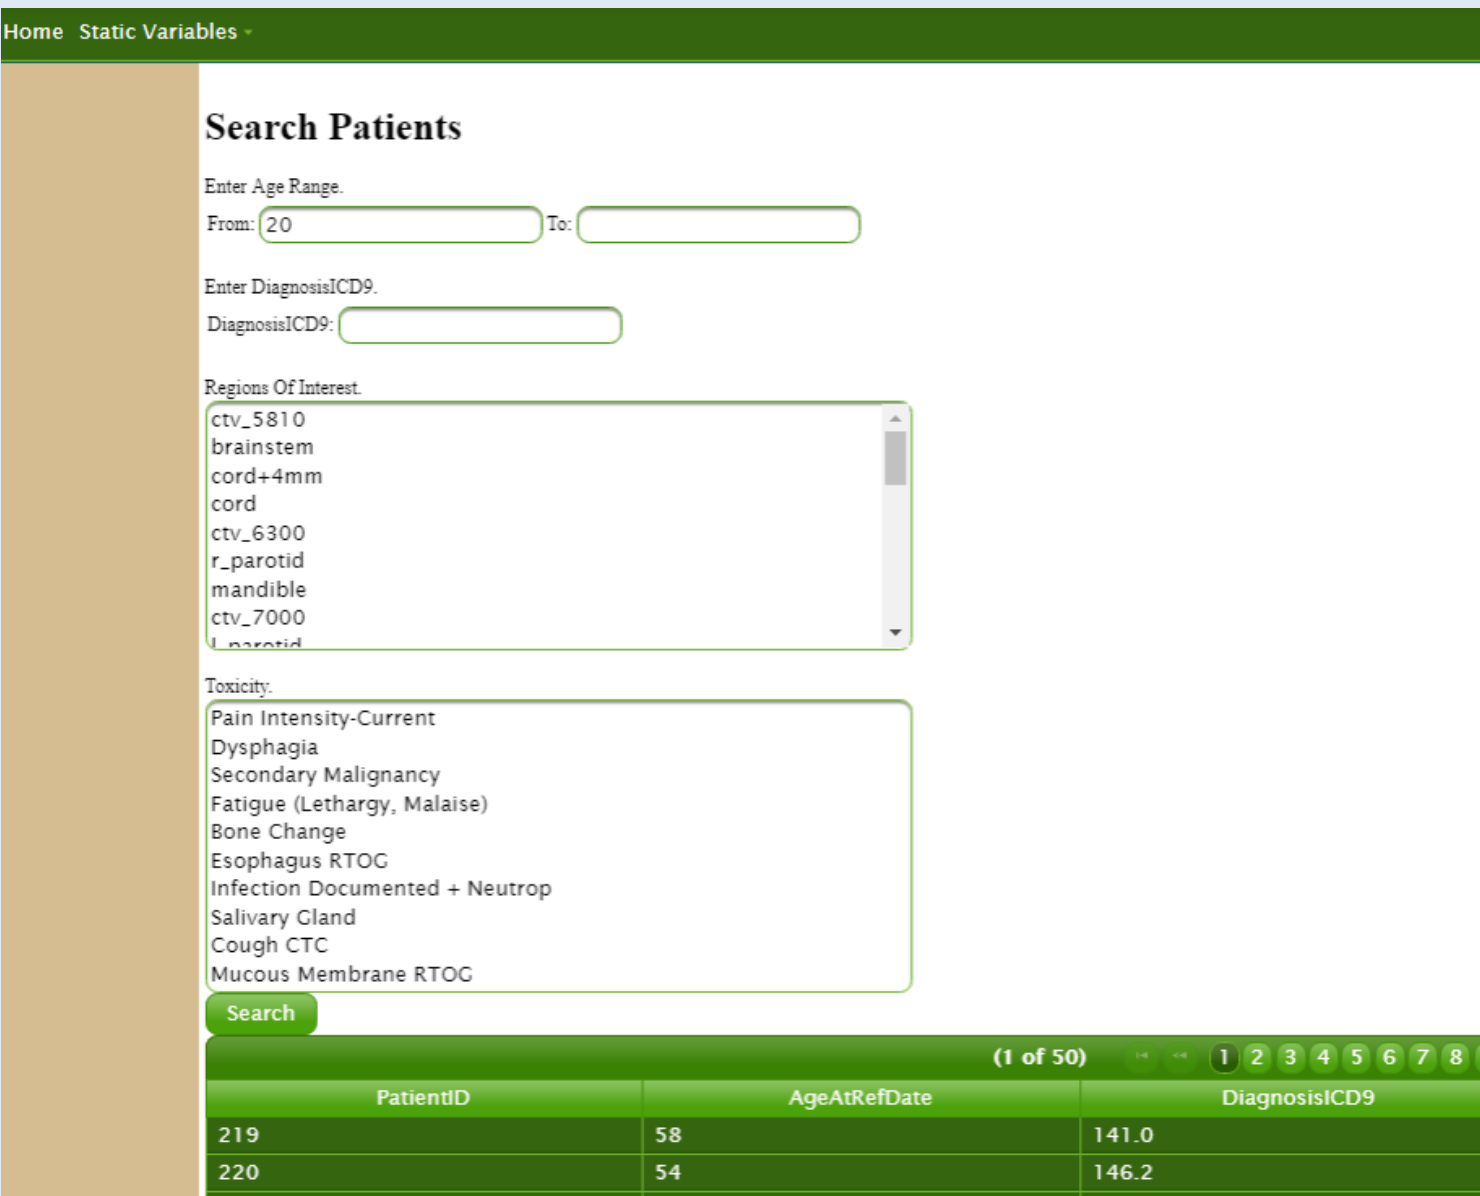 Home Static Variables
Search Patients
Enter Age Range.
From: 20 To:
Enter DiagnosisICD9.
DiagnosisICD9:
Regions Of Interest.
ctv_5810
brainstem
cord+4mm
cord
ctv_6300
r_parotid
mandible
ctv_7000
l_parotid
Toxicity.
Pain Intensity-Current
Dysphagia
Secondary Malignancy
Fatigue (Lethargy, Malaise)
Bone Change
Esophagus RTOG
Infection Documented + Neutrop
Salivary Gland
Cough CTC
Mucous Membrane RTOG
Search
(1 of 50) 1 2 3 4 5 6 7 8
PatientID AgeAtRefDate DiagnosisICD9
219 58 141.0
220 54 146.2